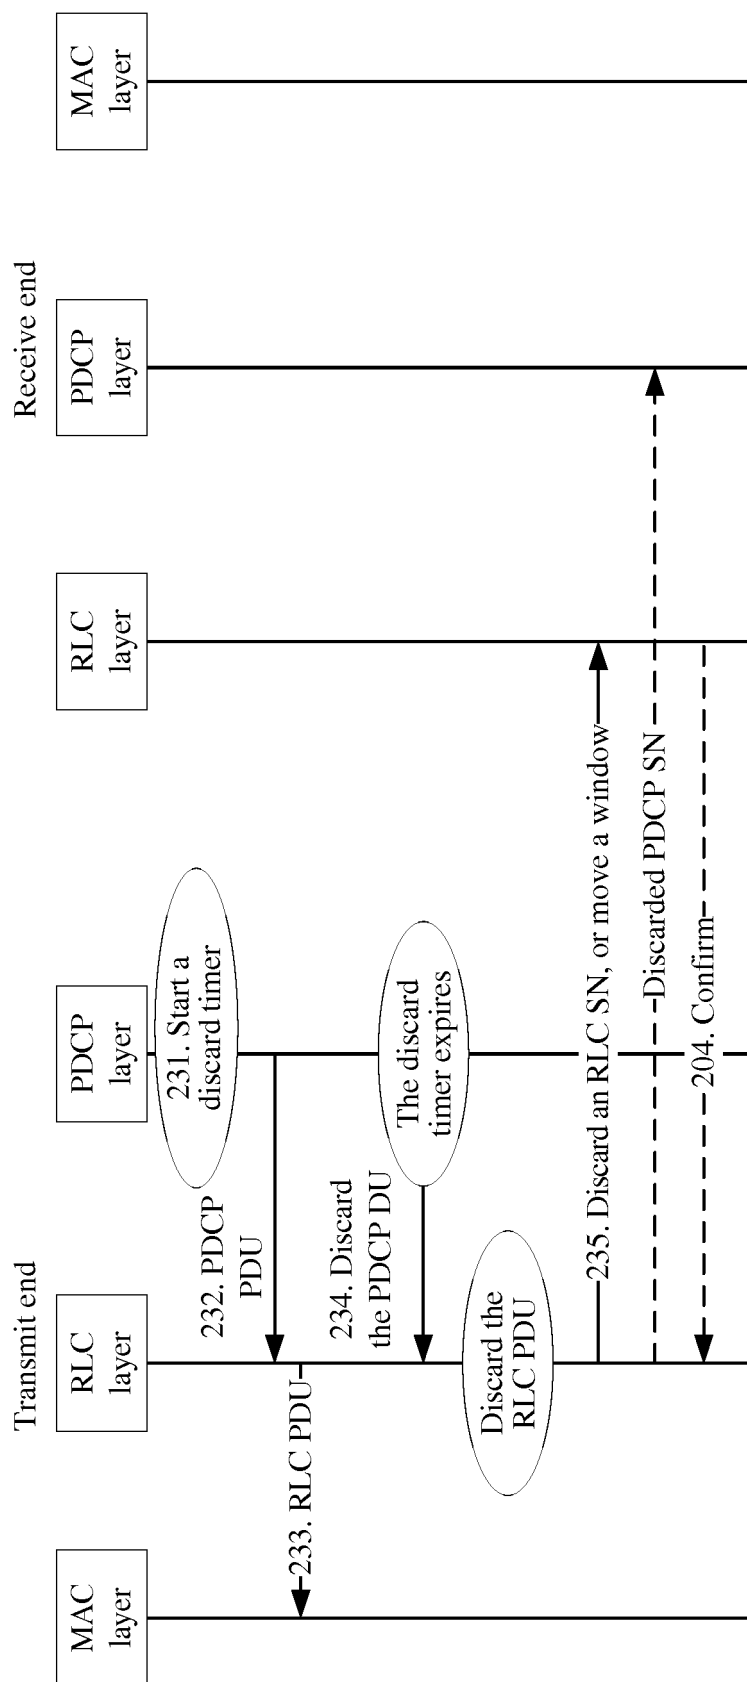 Transmit end
Receive end
MAC
layer
RLC
layer
PDCP
layer
RLC
layer
PDCP
layer
MAC
layer
231. Start a
discard timer
232. PDCP
PDU
233. RLC PDU
The discard
timer expires
234. Discard
the PDCP DU
Discard the
RLC PDU
235. Discard an RLC SN, or move a window
Discarded PDCP SN
204. Confirm